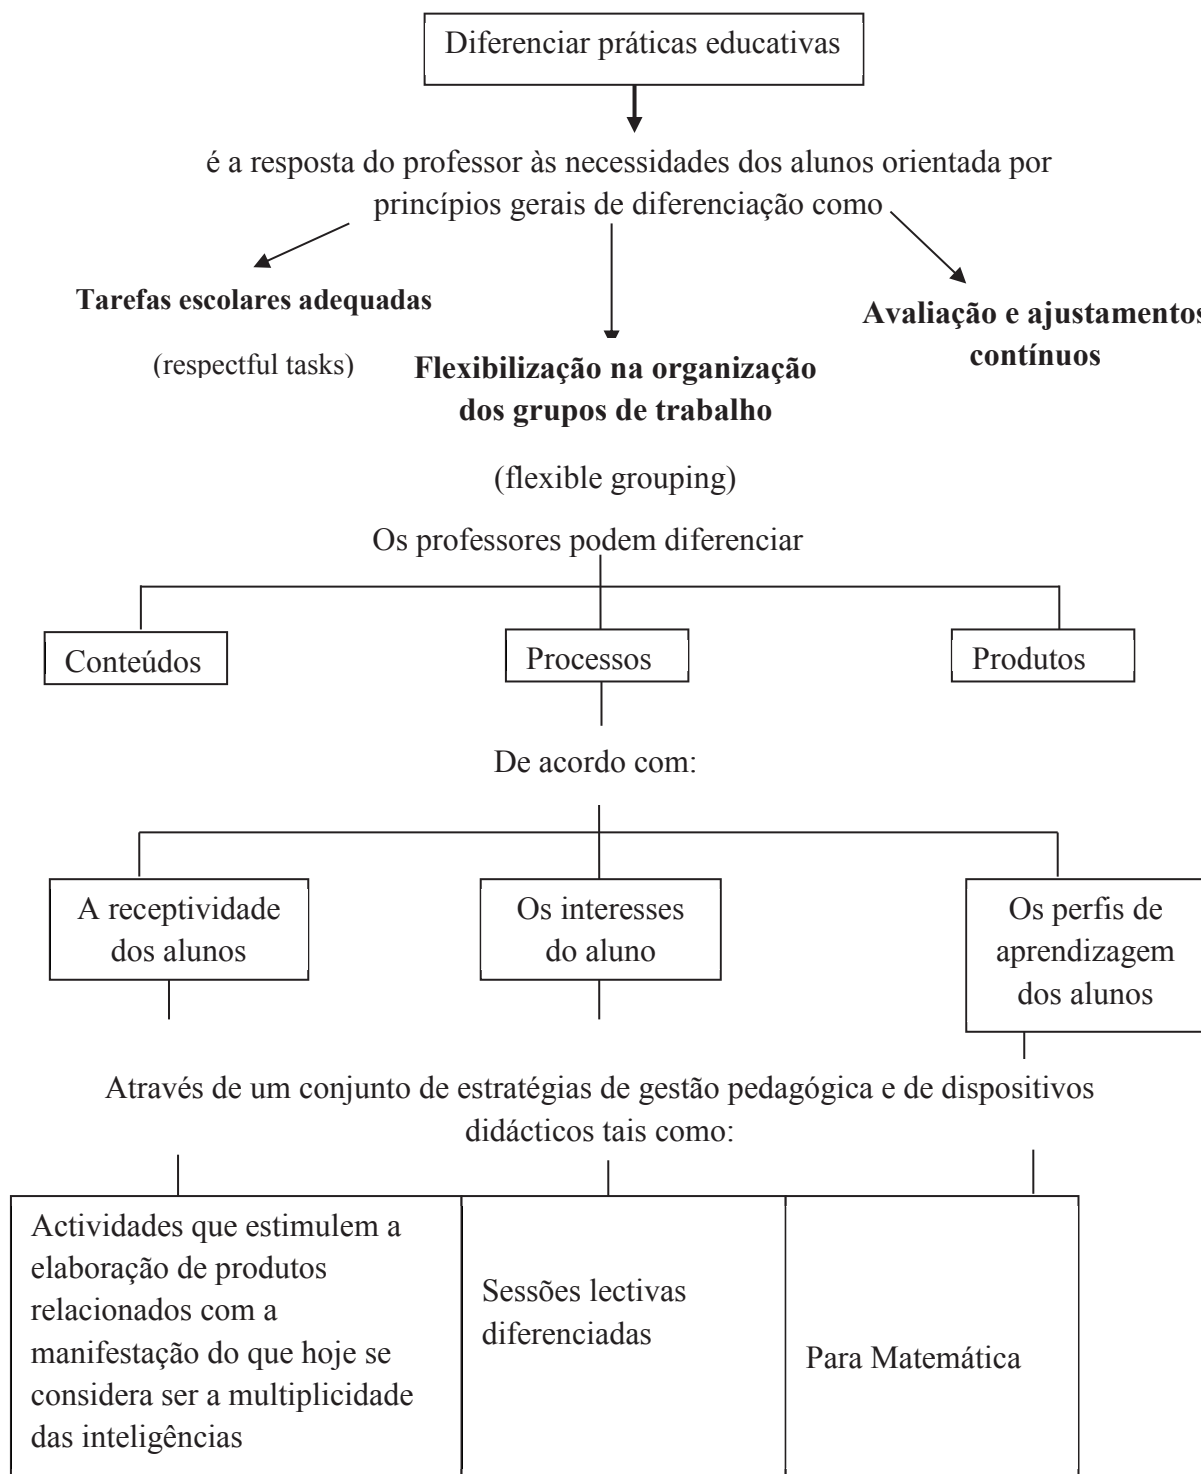 Diferenciar práticas educativas
é a resposta do professor às necessidades dos alunos orientada por
princípios gerais de diferenciação como
Tarefas escolares adequadas
(respectful tasks)
Flexibilização na organização
dos grupos de trabalho
(flexible grouping)
Avaliação e ajustamentos
contínuos
Os professores podem diferenciar
Conteúdos
Processos
Produtos
De acordo com:
A receptividade
dos alunos
Os interesses
do aluno
Os perfis de
aprendizagem
dos alunos
Através de um conjunto de estratégias de gestão pedagógica e de dispositivos
didácticos tais como:
Actividades que estimulem a
elaboração de produtos
relacionados com a
manifestação do que hoje se
considera ser a multiplicidade
das inteligências
Sessões lectivas
diferenciadas
Para Matemática